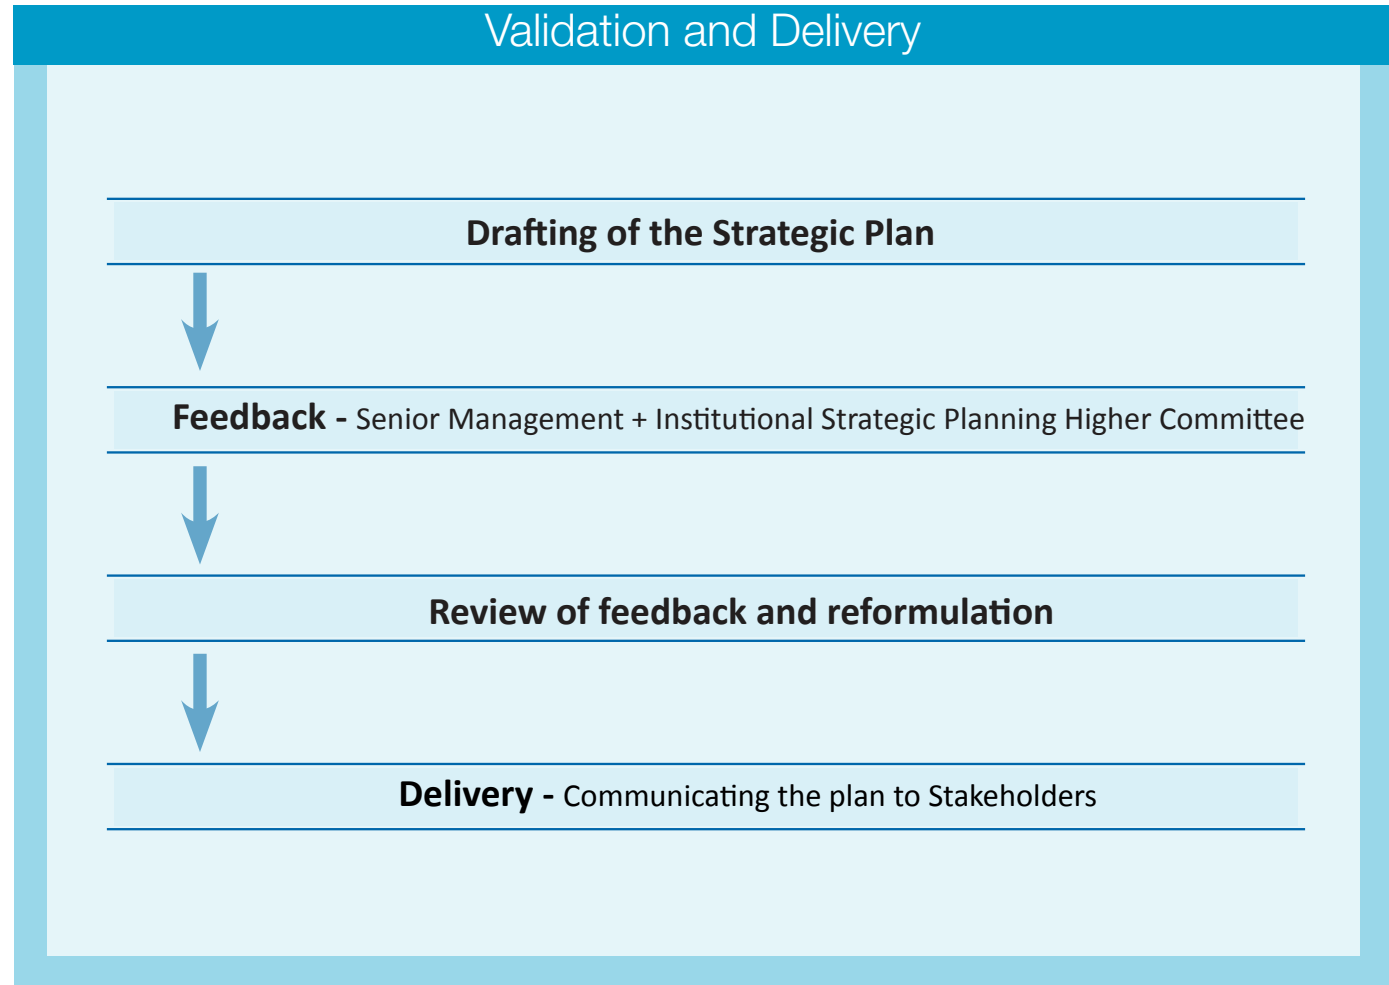 Validation and Delivery
Drafting of the Strategic Plan
Feedback - Senior Management + Institutional Strategic Planning Higher Committee
Review of feedback and reformulation
Delivery - Communicating the plan to Stakeholders